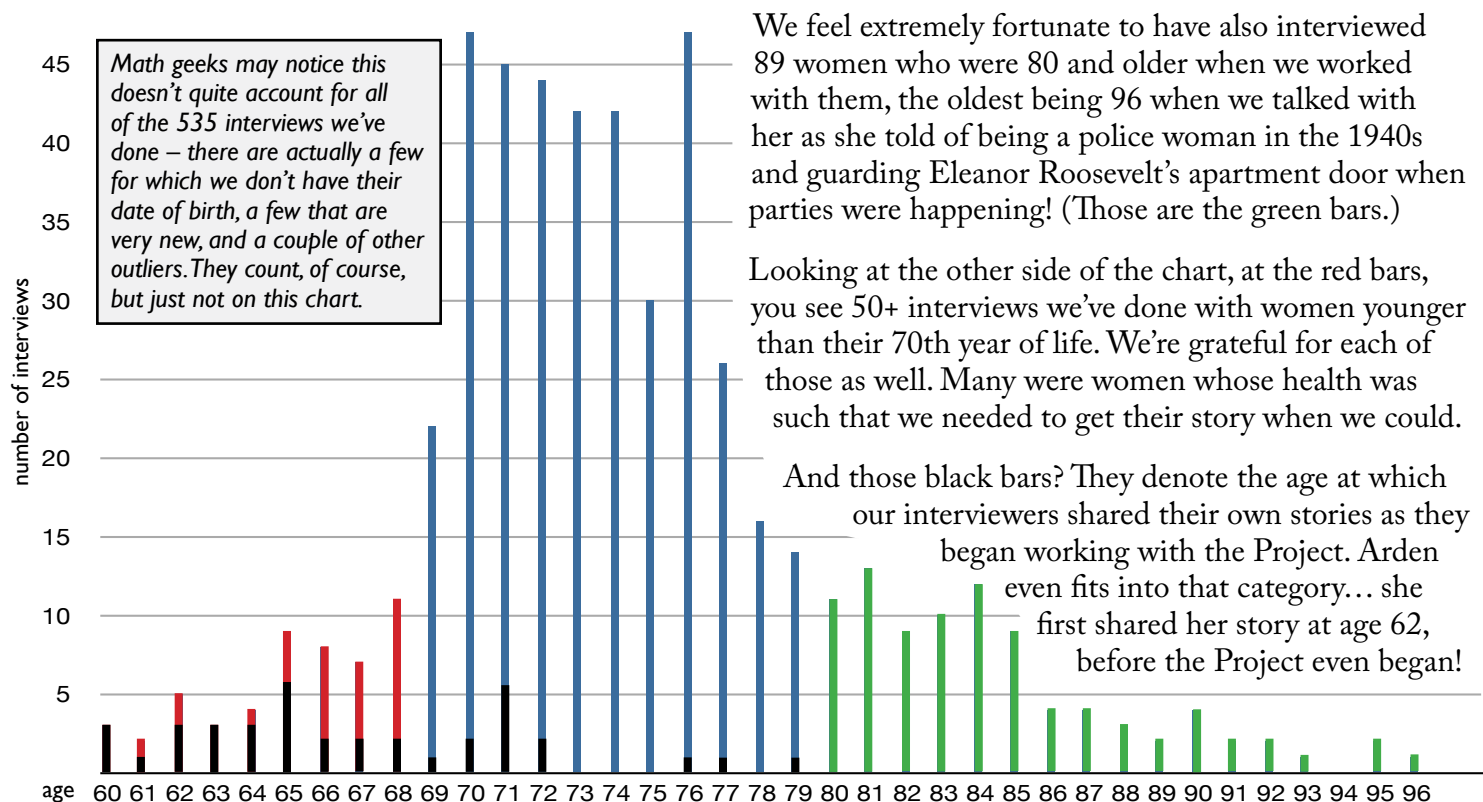 Math geeks may notice this
doesn't quite account for all
of the 535 interviews we've
done – there are actually a few
for which we don't have their
date of birth, a few that are
very new, and a couple of other
outliers. They count, of course,
but just not on this chart.
We feel extremely fortunate to have also interviewed
89 women who were 80 and older when we worked
with them, the oldest being 96 when we talked with
her as she told of being a police woman in the 1940s
and guarding Eleanor Roosevelt's apartment door when
parties were happening! (Those are the green bars.)
Looking at the other side of the chart, at the red bars,
you see 50+ interviews we've done with women younger
than their 70th year of life. We're grateful for each of
those as well. Many were women whose health was
such that we needed to get their story when we could.
And those black bars? They denote the age at which
our interviewers shared their own stories as they
began working with the Project. Arden
even fits into that category… she
first shared her story at age 62,
before the Project even began!
number of interviews
45
40
35
30
25
20
15
10
5
age 60 61 62 63 64 65 66 67 68 69 70 71 72 73 74 75 76 77 78 79 80 81 82 83 84 85 86 87 88 89 90 91 92 93 94 95 96